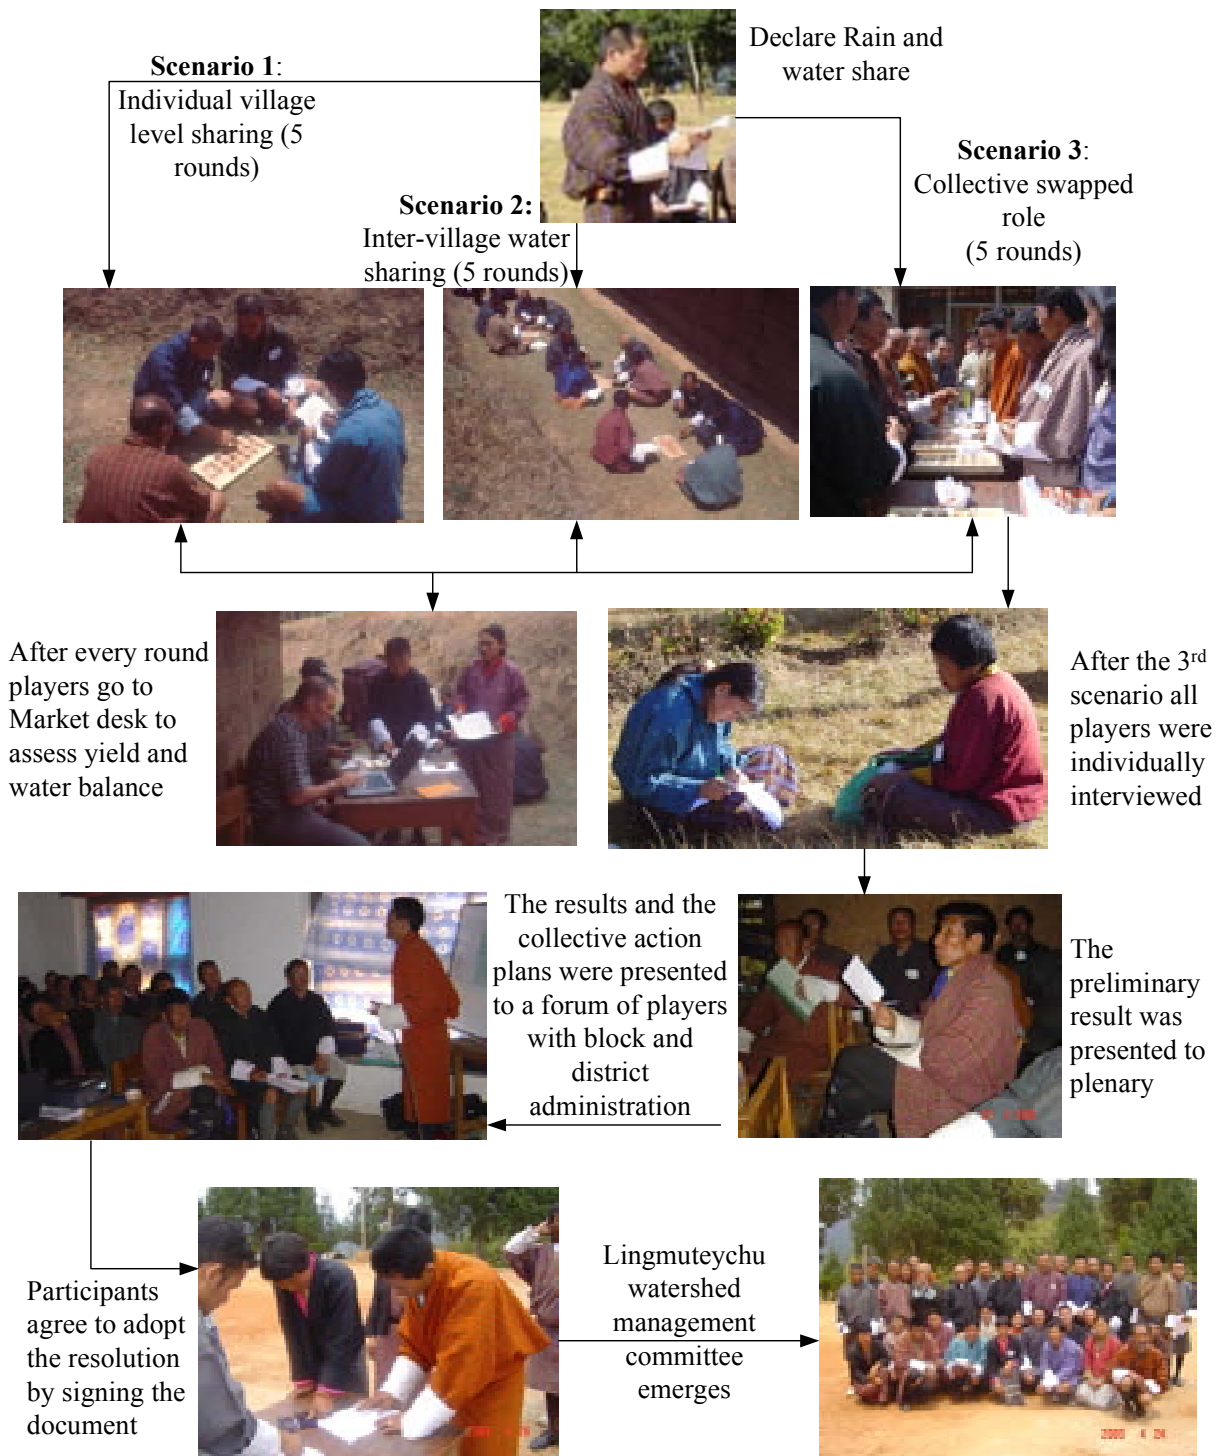 Declare Rain and
water share
Scenario 1:
Individual village
level sharing (5
rounds)
Scenario 2:
Inter-village water
sharing (5 rounds)
Scenario 3:
Collective swapped
role
(5 rounds)
After every round
players go to
Market desk to
assess yield and
water balance
After the 3rd
scenario all
players were
individually
interviewed
The results and the
collective action
plans were presented
to a forum of players
with block and
district
administration
The
preliminary
result was
presented to
plenary
Participants
agree to adopt
the resolution
by signing the
document
Lingmuteychu
watershed
management
committee
emerges